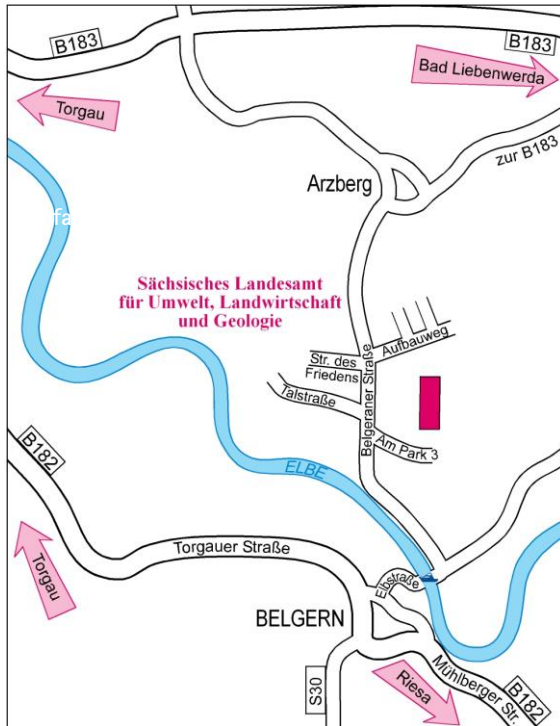 B183
B183
Bad Liebenwerda
Torgau
zur B183
Arzberg
fa
Sächsisches Landesamt
für Umwelt, Landwirtschaft
und Geologie
Aufbauweg
Str. des
Friedens
Belgeraner Straße
Talstraße
Am Park 3
B182
ELBE
Torgauer Straße
Torgau
Elbstraße
BELGERN
S30
Riesa
Mühlberger Str.
B182